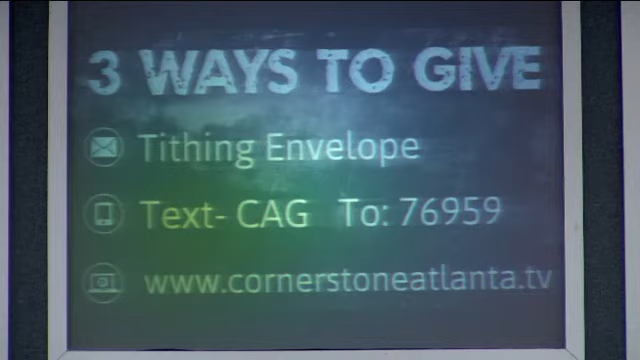 3 WAYS TO GIVE
Tithing Envelope
Text- CAG To: 76959
www.cornerstoneatlanta.tv